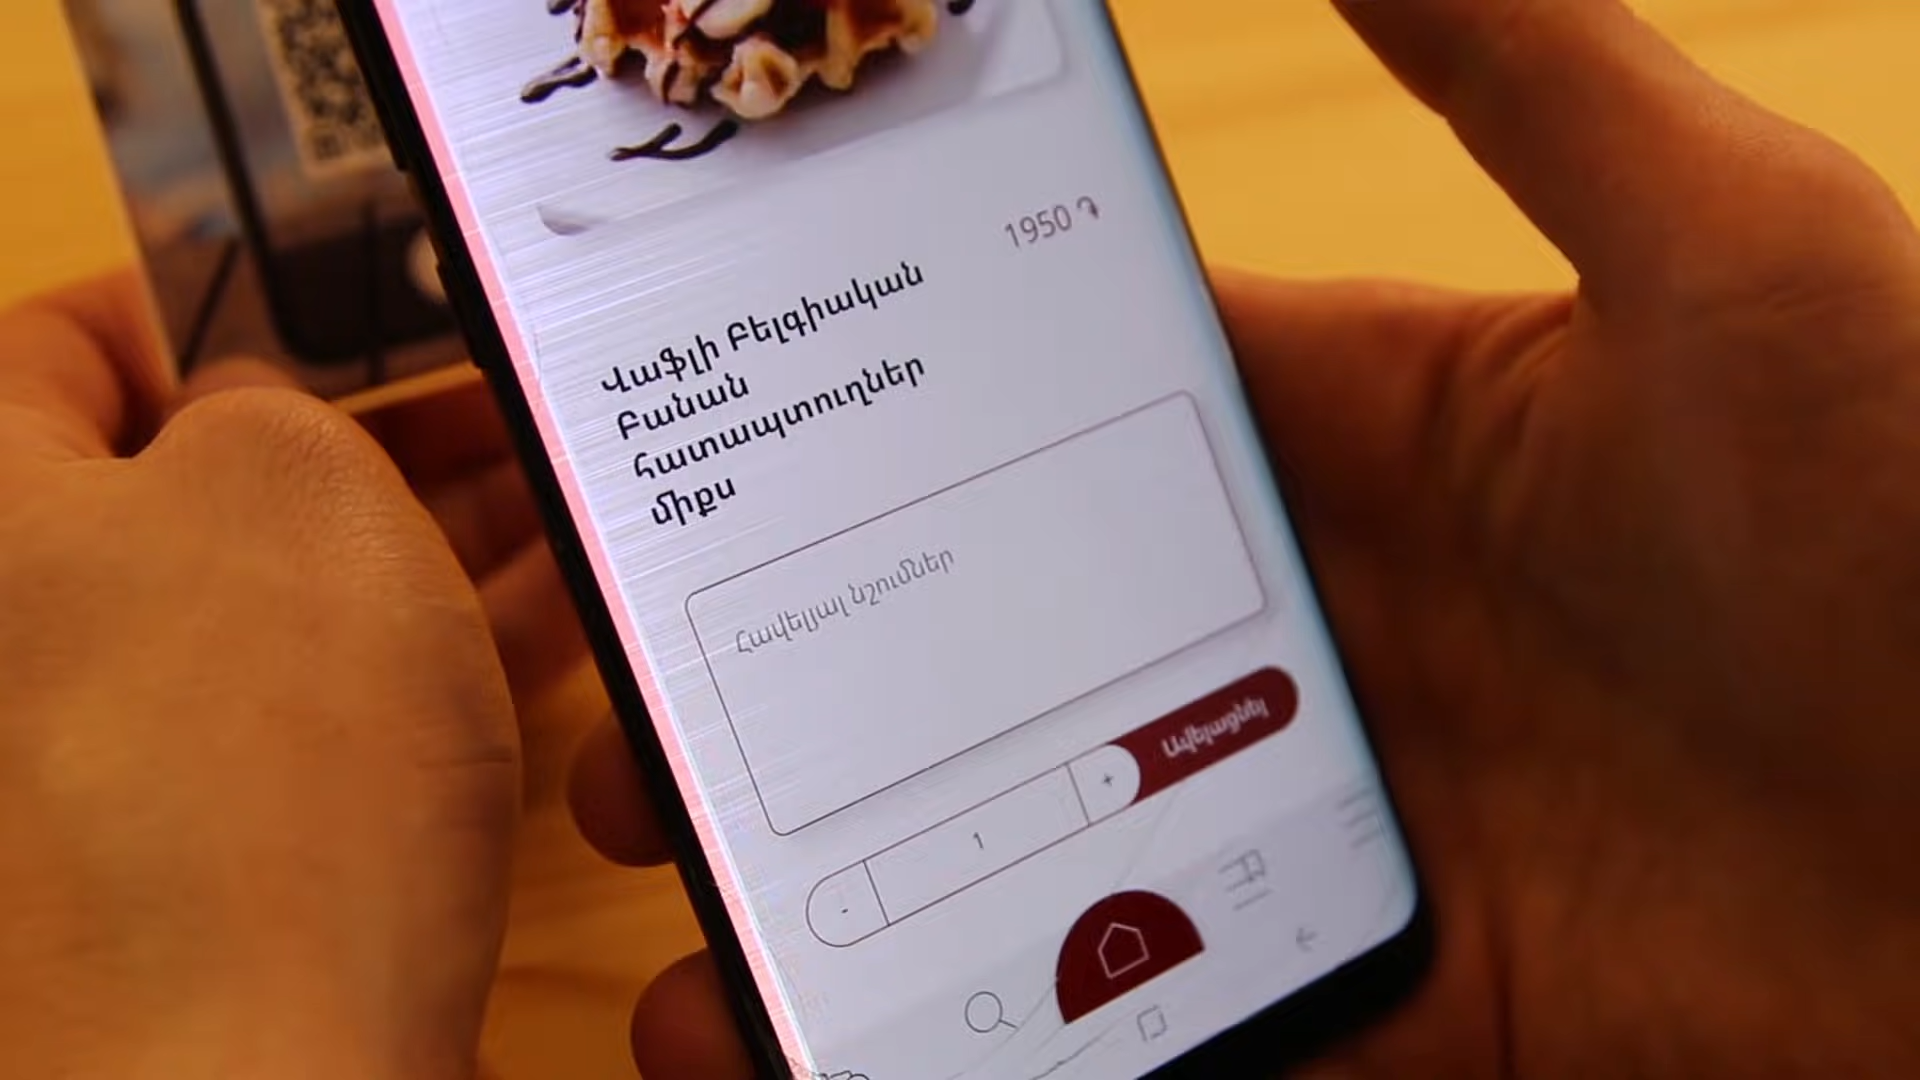 1950 ֏
Վաֆլի Բելգիական
Բանան
հատապտուղներ
միքս
Հավելյալ նշումներ
- 1 +
Ավելացնել